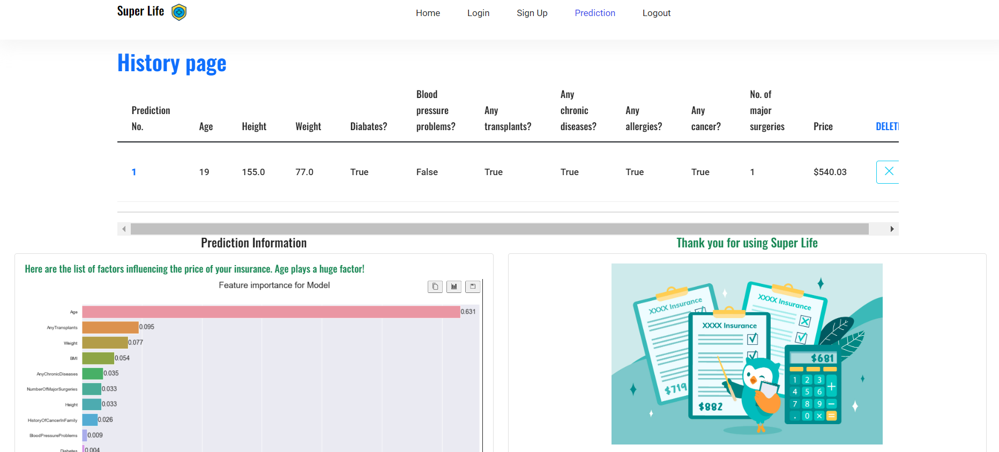 Super Life
Home Login Sign Up Prediction Logout
History page
Prediction No. Age Height Weight Diabates? Blood pressure problems? Any transplants? Any chronic diseases? Any allergies? Any cancer? No. of major surgeries Price
1 19 155.0 77.0 True False True True True True 1 $540.03
Prediction Information
Here are the list of factors influencing the price of your insurance. Age plays a huge factor!
Feature importance for Model
Age 0.631
AnyTransplants 0.095
Weight 0.077
BMI 0.054
AnyChronicDiseases 0.035
NumberOfMajorSurgeries 0.033
Height 0.033
HistoryOfCancerInFamily 0.026
BloodPressureProblems 0.009
Diabetes 0.004
Thank you for using Super Life
XXXX Insurance
$719
XXXX Insurance
$882
XXXX Insurance
$681
1 2 3 +
4 5 6
7 8 9 −
. 0 × =